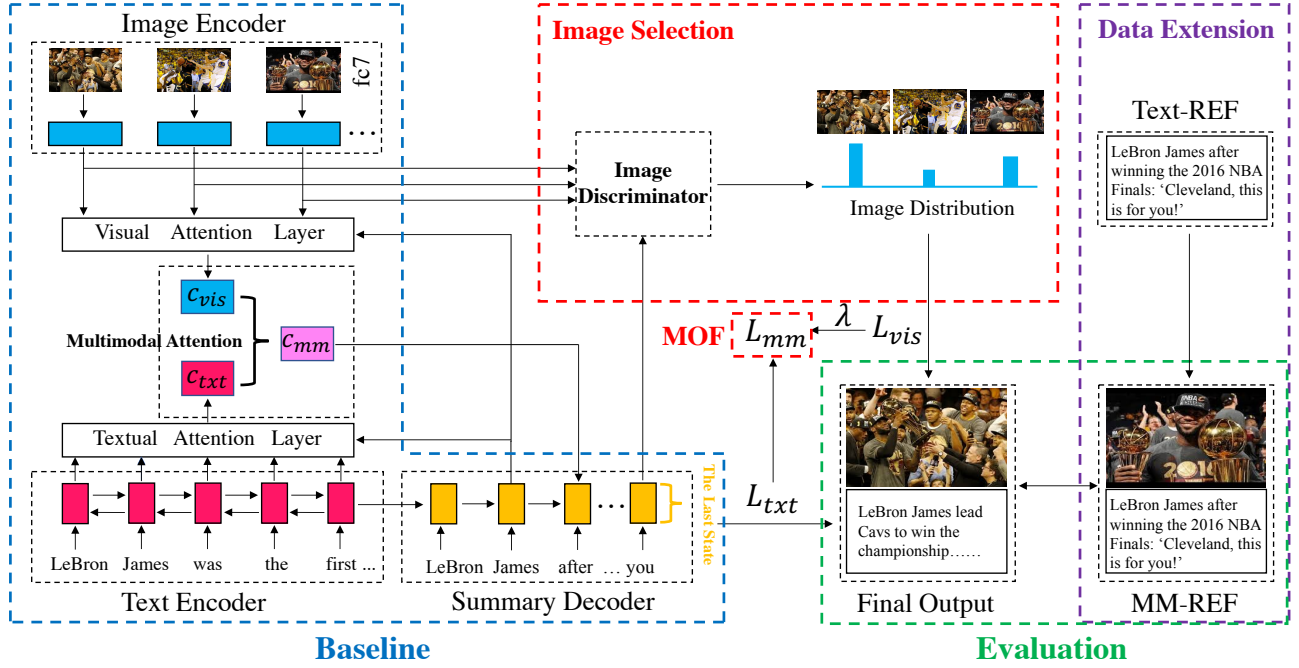 Image Encoder
fc7
...
Visual Attention Layer
c_vis
Multimodal Attention
c_mm
c_txt
Textual Attention Layer
LeBron James was the first ...
Text Encoder
...
LeBron James after ... you
Summary Decoder
The Last State
Baseline
Image Selection
Image Discriminator
2016
Image Distribution
MOF
L_mm
λ
L_vis
L_txt
Data Extension
Text-REF
LeBron James after
winning the 2016 NBA
Finals: ‘Cleveland, this
is for you!’
LeBron James lead
Cavs to win the
championship……
Final Output
2016
LeBron James after
winning the 2016 NBA
Finals: ‘Cleveland, this
is for you!’
MM-REF
Evaluation